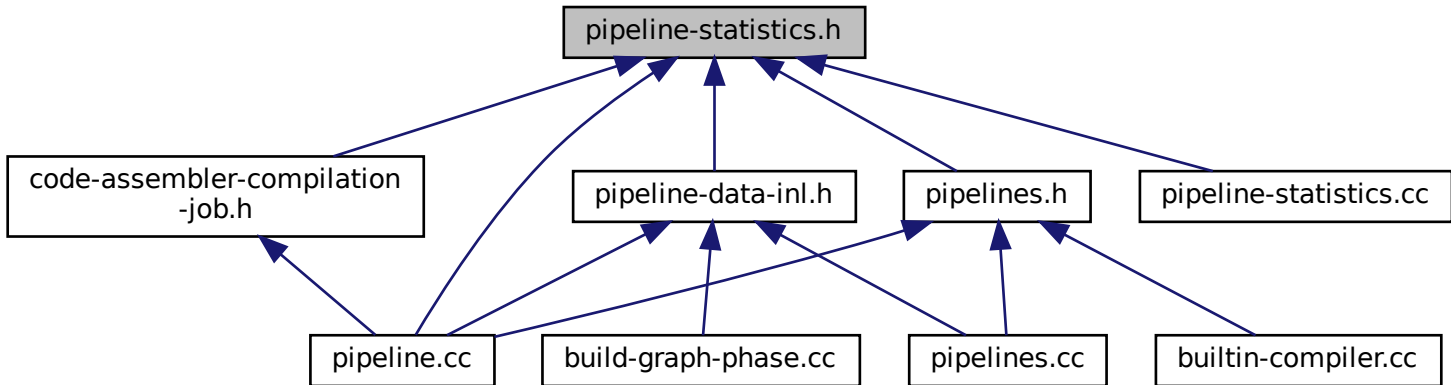 pipeline-statistics.h
code-assembler-compilation
-job.h
pipeline-data-inl.h
pipelines.h
pipeline-statistics.cc
pipeline.cc
build-graph-phase.cc
pipelines.cc
builtin-compiler.cc